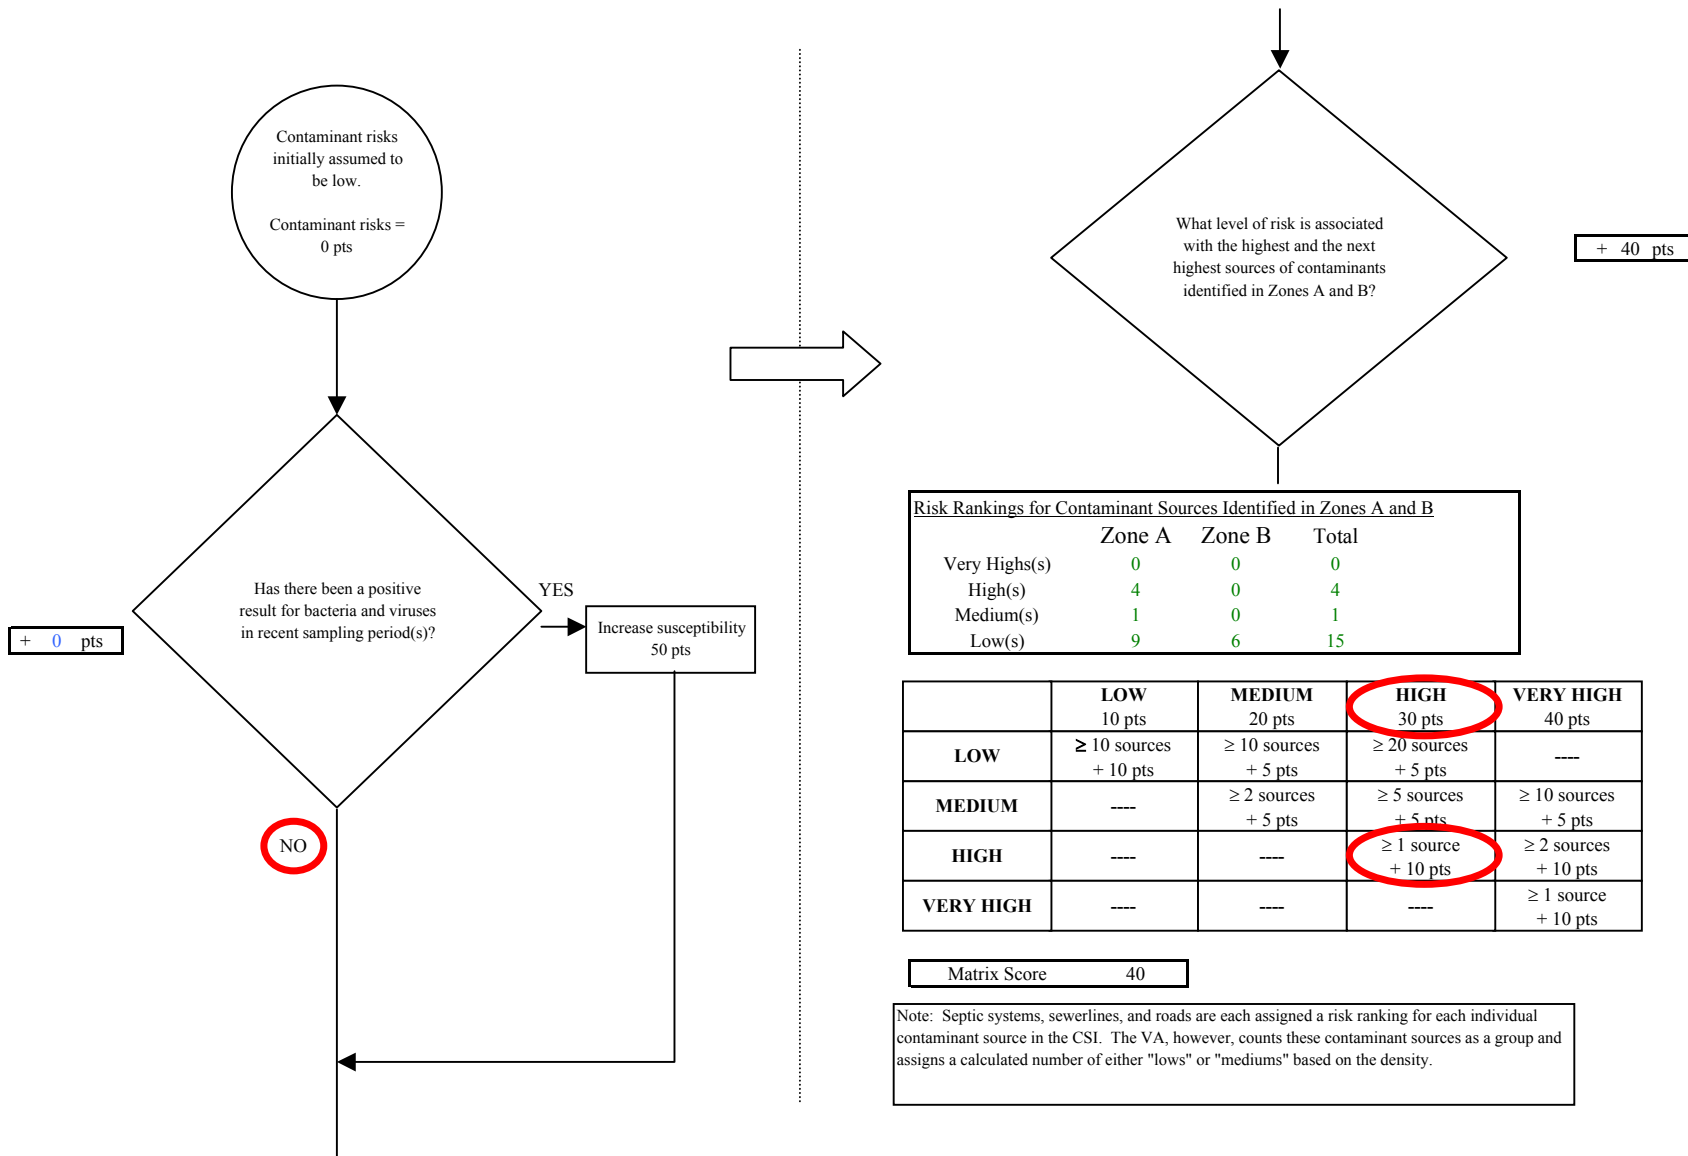 Contaminant risks
initially assumed to
be low.
Contaminant risks =
0 pts
Has there been a positive
result for bacteria and viruses
in recent sampling period(s)?
YES
+ 0 pts
Increase susceptibility
50 pts
NO
What level of risk is associated
with the highest and the next
highest sources of contaminants
identified in Zones A and B?
+ 40 pts
Risk Rankings for Contaminant Sources Identified in Zones A and B
Zone A Zone B Total
Very Highs(s) 0 0 0
High(s) 4 0 4
Medium(s) 1 0 1
Low(s) 9 6 15
LOW MEDIUM HIGH VERY HIGH
10 pts 20 pts 30 pts 40 pts
LOW ≥ 10 sources ≥ 10 sources ≥ 20 sources ----
+ 10 pts + 5 pts + 5 pts
MEDIUM ---- ≥ 2 sources ≥ 5 sources ≥ 10 sources
+ 5 pts + 5 pts + 5 pts
HIGH ---- ---- ≥ 1 source ≥ 2 sources
+ 10 pts + 10 pts
VERY HIGH ---- ---- ---- ≥ 1 source
+ 10 pts
Matrix Score 40
Note: Septic systems, sewerlines, and roads are each assigned a risk ranking for each individual
contaminant source in the CSI. The VA, however, counts these contaminant sources as a group and
assigns a calculated number of either "lows" or "mediums" based on the density.